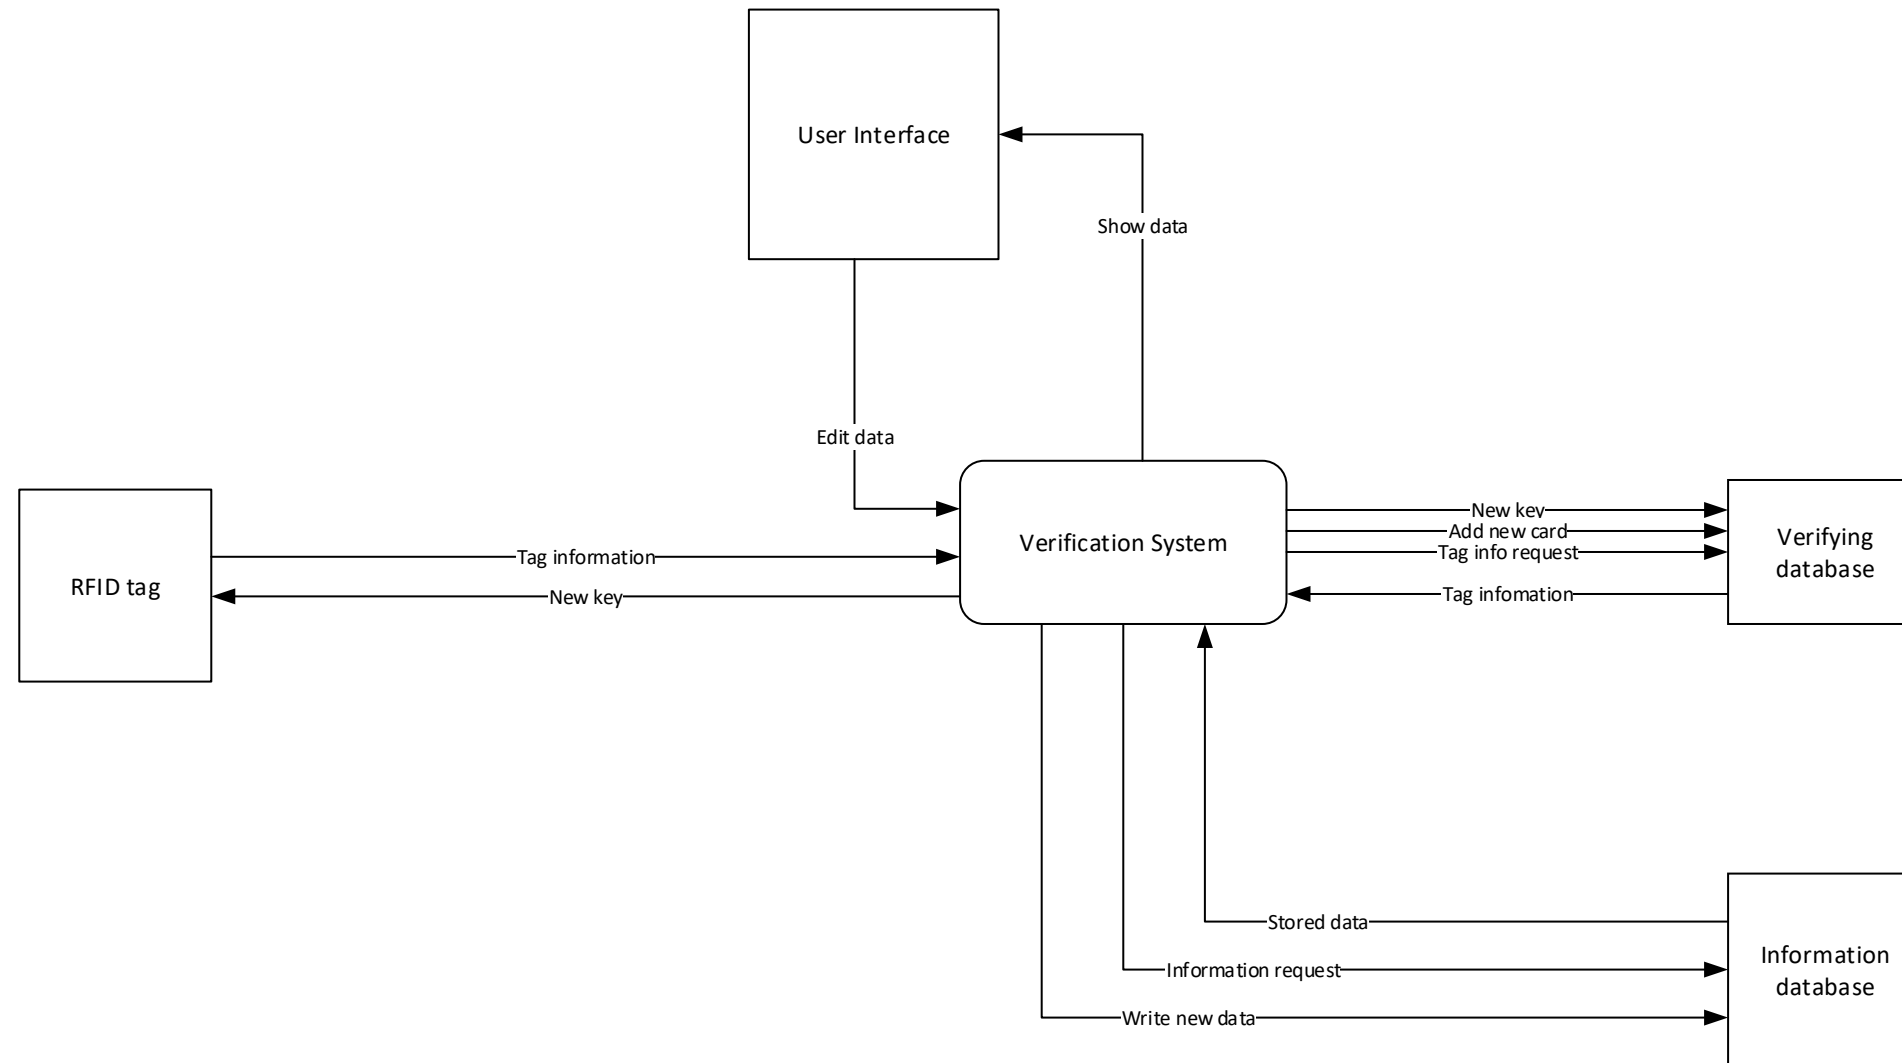 User Interface
Show data
Edit data
RFID tag
Tag information
New key
Verification System
New key
Add new card
Tag info request
Tag infomation
Verifying
database
Stored data
Information request
Write new data
Information
database